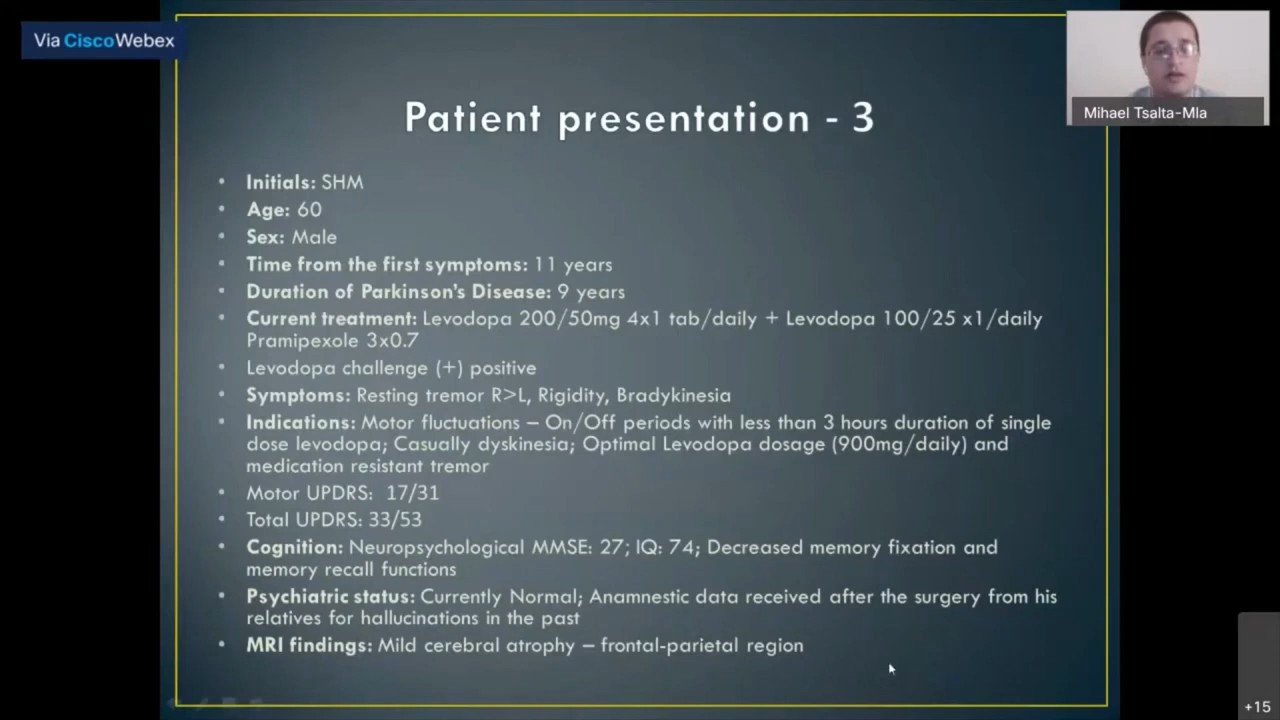 Via CiscoWebex
Mihael Tsalta-Mla
Patient presentation - 3
• Initials: SHM
• Age: 60
• Sex: Male
• Time from the first symptoms: 11 years
• Duration of Parkinson's Disease: 9 years
• Current treatment: Levodopa 200/50mg 4x1 tab/daily + Levodopa 100/25 x1/daily
Pramipexole 3x0.7
• Levodopa challenge (+) positive
• Symptoms: Resting tremor R>L, Rigidity, Bradykinesia
• Indications: Motor fluctuations – On/Off periods with less than 3 hours duration of single
dose levodopa; Casually dyskinesia; Optimal Levodopa dosage (900mg/daily) and
medication resistant tremor
• Motor UPDRS: 17/31
• Total UPDRS: 33/53
• Cognition: Neuropsychological MMSE: 27; IQ: 74; Decreased memory fixation and
memory recall functions
• Psychiatric status: Currently Normal; Anamnestic data received after the surgery from his
relatives for hallucinations in the past
• MRI findings: Mild cerebral atrophy – frontal-parietal region
+15